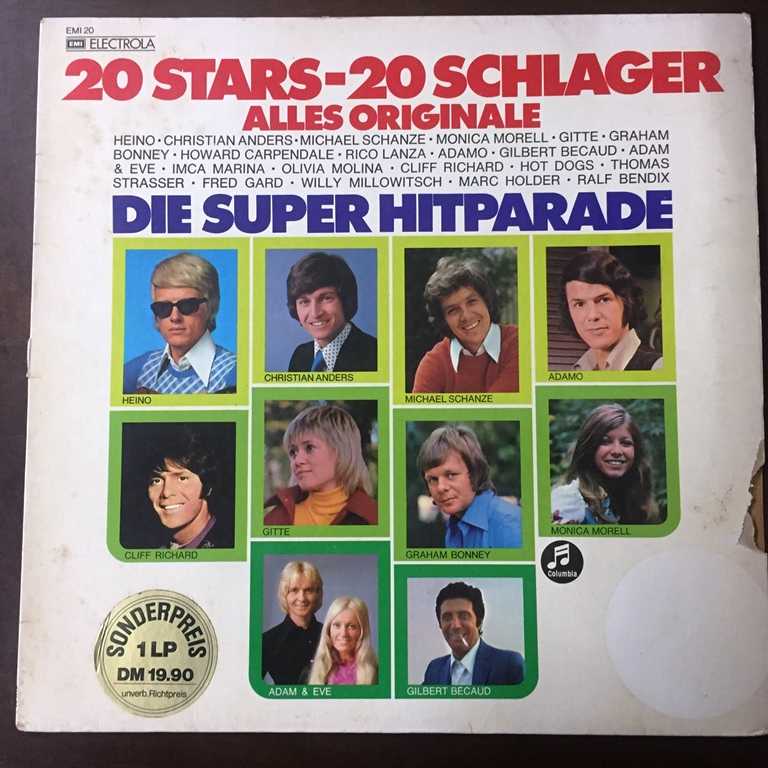 EMI 20
EMI ELECTROLA
20 STARS-20 SCHLAGER
ALLES ORIGINALE
HEINO · CHRISTIAN ANDERS · MICHAEL SCHANZE · MONICA MORELL · GITTE · GRAHAM
BONNEY · HOWARD CARPENDALE · RICO LANZA · ADAMO · GILBERT BECAUD · ADAM
& EVE · IMCA MARINA · OLIVIA MOLINA · CLIFF RICHARD · HOT DOGS · THOMAS
STRASSER · FRED GARD · WILLY MILLOWITSCH · MARC HOLDER · RALF BENDIX
DIE SUPER HITPARADE
HEINO
CHRISTIAN ANDERS
MICHAEL SCHANZE
ADAMO
CLIFF RICHARD
GITTE
GRAHAM BONNEY
MONICA MORELL
Columbia
ADAM & EVE
GILBERT BÉCAUD
SONDERPREIS
1 LP
DM 19.90
unverb. Richtpreis